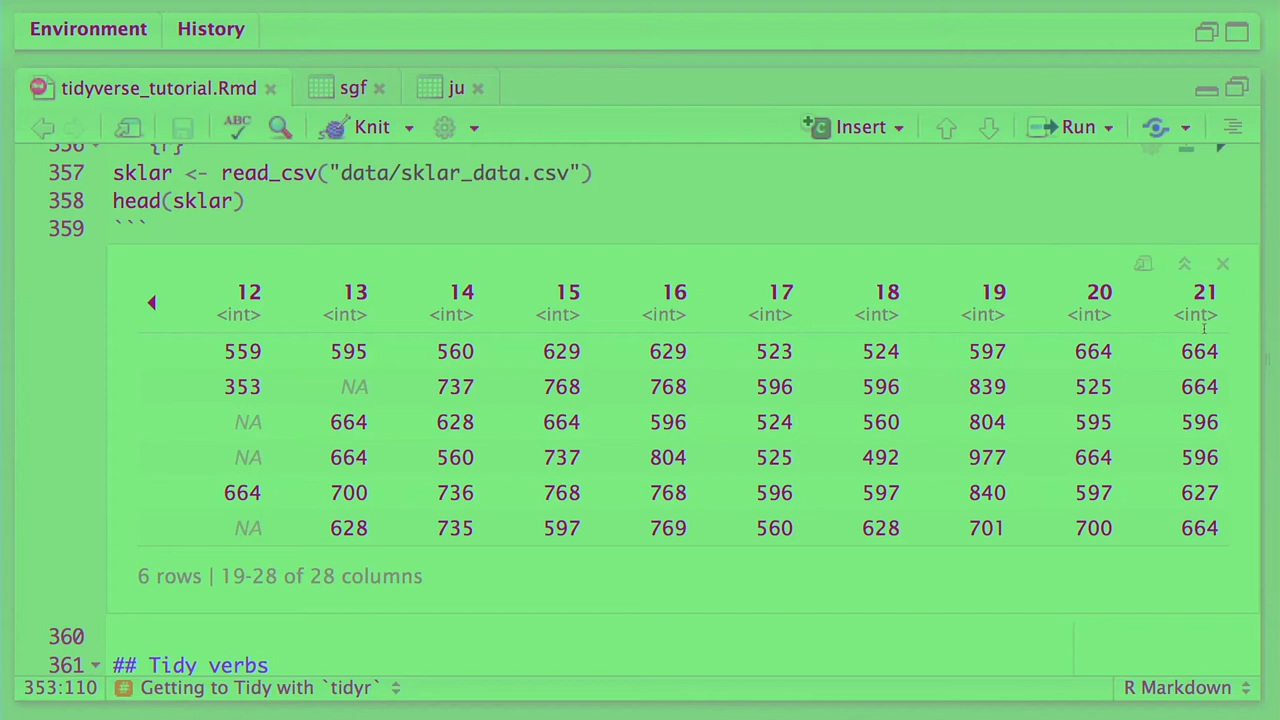 Environment History
tidyverse_tutorial.Rmd sgf ju
ABC Knit Insert Run
356 {r}
357 sklar <- read_csv("data/sklar_data.csv")
358 head(sklar)
359 ```
12 13 14 15 16 17 18 19 20 21
<int> <int> <int> <int> <int> <int> <int> <int> <int> <int>
559 595 560 629 629 523 524 597 664 664
353 NA 737 768 768 596 596 839 525 664
NA 664 628 664 596 524 560 804 595 596
NA 664 560 737 804 525 492 977 664 596
664 700 736 768 768 596 597 840 597 627
NA 628 735 597 769 560 628 701 700 664
6 rows | 19-28 of 28 columns
360
361 ## Tidy verbs
353:110 # Getting to Tidy with `tidyr` R Markdown